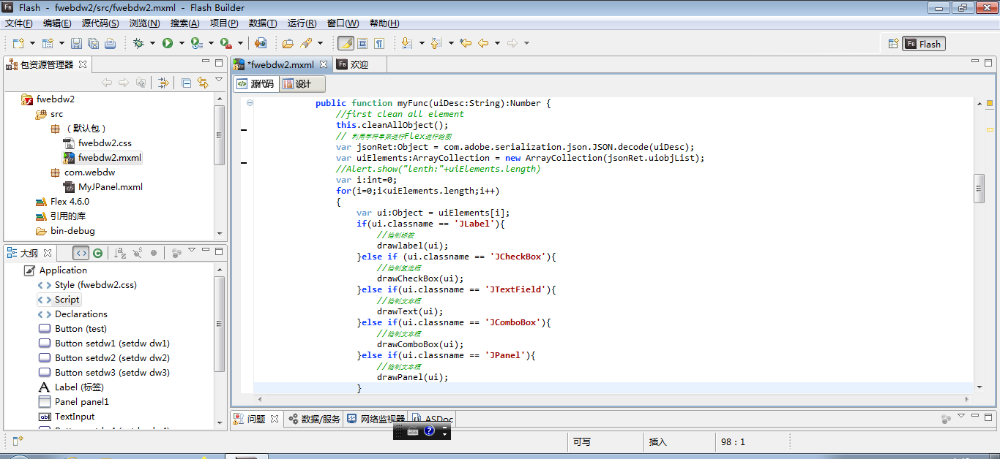 Flash - fwebdw2/src/fwebdw2.mxml - Flash Builder
文件(F) 编辑(E) 源代码(S) 浏览(N) 搜索(A) 项目(P) 数据(T) 运行(R) 窗口(W) 帮助(H)
Fb Flash
包资源管理器
fwebdw2
src
（默认包）
fwebdw2.css
fwebdw2.mxml
com.webdw
MyJPanel.mxml
Flex 4.6.0
引用的库
bin-debug
大纲
Application
Style (fwebdw2.css)
Script
Declarations
Button (test)
Button setdw1 (setdw dw1)
Button setdw2 (setdw dw2)
Button setdw3 (setdw dw3)
Label (标签)
Panel panel1
TextInput
*fwebdw2.mxml
Fb 欢迎
源代码 设计
public function myFunc(uiDesc:String):Number {
//first clean all element
this.cleanAllObject();
// 利用字符串来进行Flex进行绘图
var jsonRet:Object = com.adobe.serialization.json.JSON.decode(uiDesc);
var uiElements:ArrayCollection = new ArrayCollection(jsonRet.uiobjList);
//Alert.show("lenth:"+uiElements.length)
var i:int=0;
for(i=0;i<uiElements.length;i++)
{
var ui:Object = uiElements[i];
if(ui.classname == 'JLabel'){
//绘制标签
drawlabel(ui);
}else if (ui.classname == 'JCheckBox'){
//绘制复选框
drawCheckBox(ui);
}else if(ui.classname == 'JTextField'){
//绘制文本框
drawText(ui);
}else if(ui.classname == 'JComboBox'){
//绘制文本框
drawComboBox(ui);
}else if(ui.classname == 'JPanel'){
//绘制文本框
drawPanel(ui);
}
问题 数据/服务 网络监视器 ASDoc
可写 插入 98 : 1